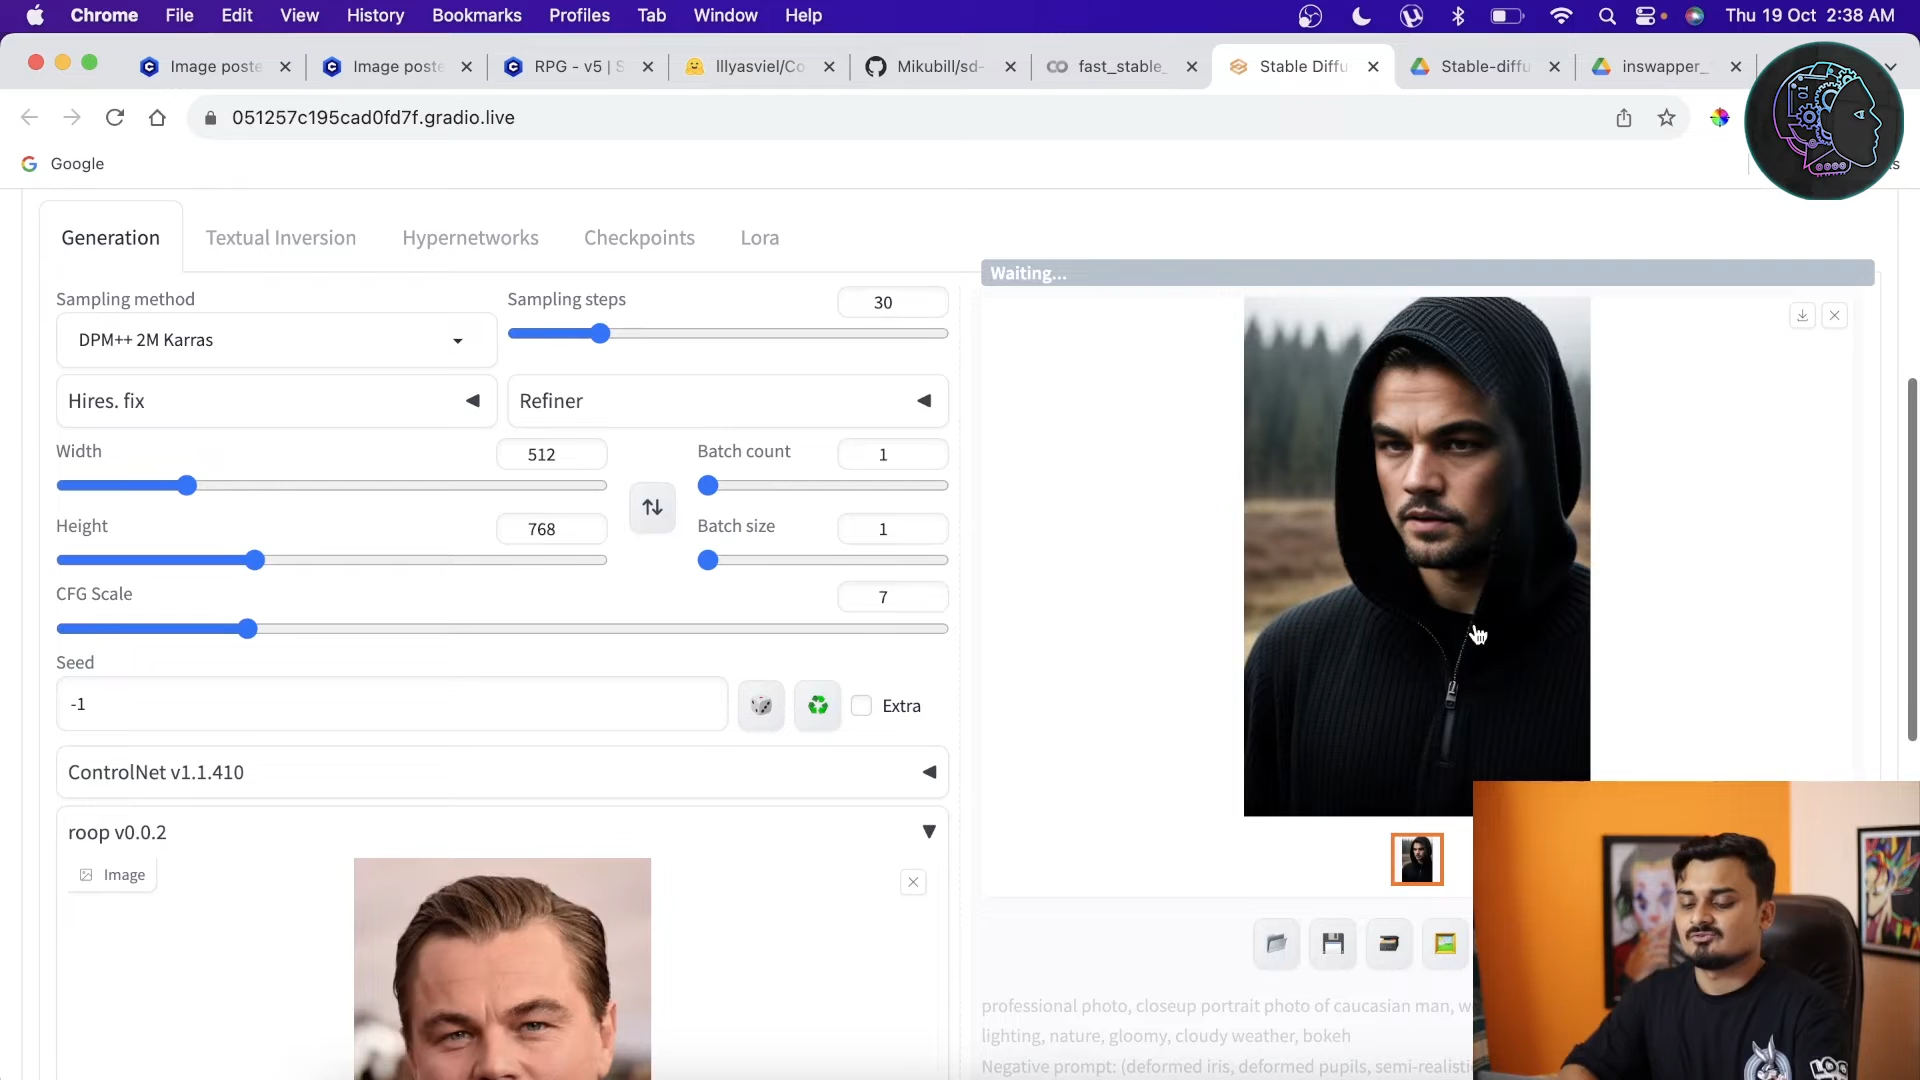 Chrome File Edit View History Bookmarks Profiles Tab Window Help Thu 19 Oct 2:38 AM
Image poste Image poste RPG - v5 | S Illyasviel/Co Mikubill/sd- fast_stable_ Stable Diffu Stable-diffu inswapper_
051257c195cad0fd7f.gradio.live
Google
Generation Textual Inversion Hypernetworks Checkpoints Lora
Waiting...
Sampling method
DPM++ 2M Karras
Sampling steps
30
Hires. fix
Refiner
Width
512
Batch count
1
Height
768
Batch size
1
CFG Scale
7
Seed
-1
Extra
ControlNet v1.1.410
roop v0.0.2
Image
professional photo, closeup portrait photo of caucasian man, w
lighting, nature, gloomy, cloudy weather, bokeh
Negative prompt: (deformed iris, deformed pupils, semi-realisti